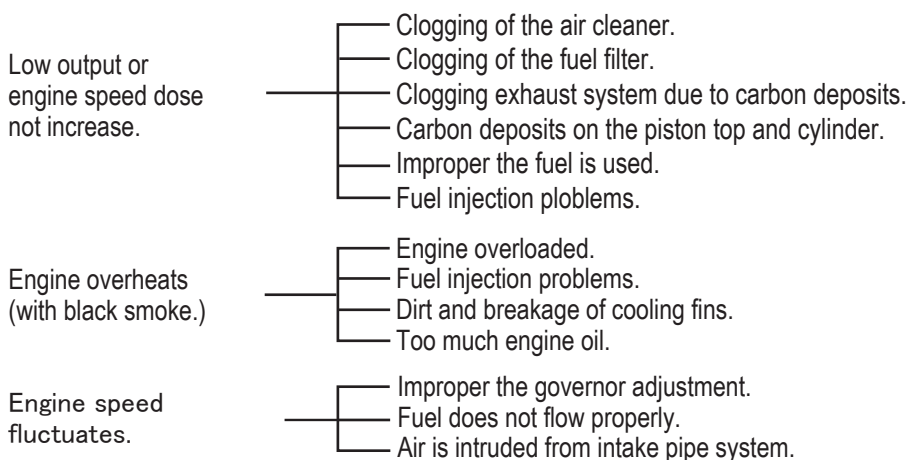 Low output or
engine speed dose
not increase.
Clogging of the air cleaner.
Clogging of the fuel filter.
Clogging exhaust system due to carbon deposits.
Carbon deposits on the piston top and cylinder.
Improper the fuel is used.
Fuel injection ploblems.
Engine overheats
(with black smoke.)
Engine overloaded.
Fuel injection problems.
Dirt and breakage of cooling fins.
Too much engine oil.
Engine speed
fluctuates.
Improper the governor adjustment.
Fuel does not flow properly.
Air is intruded from intake pipe system.